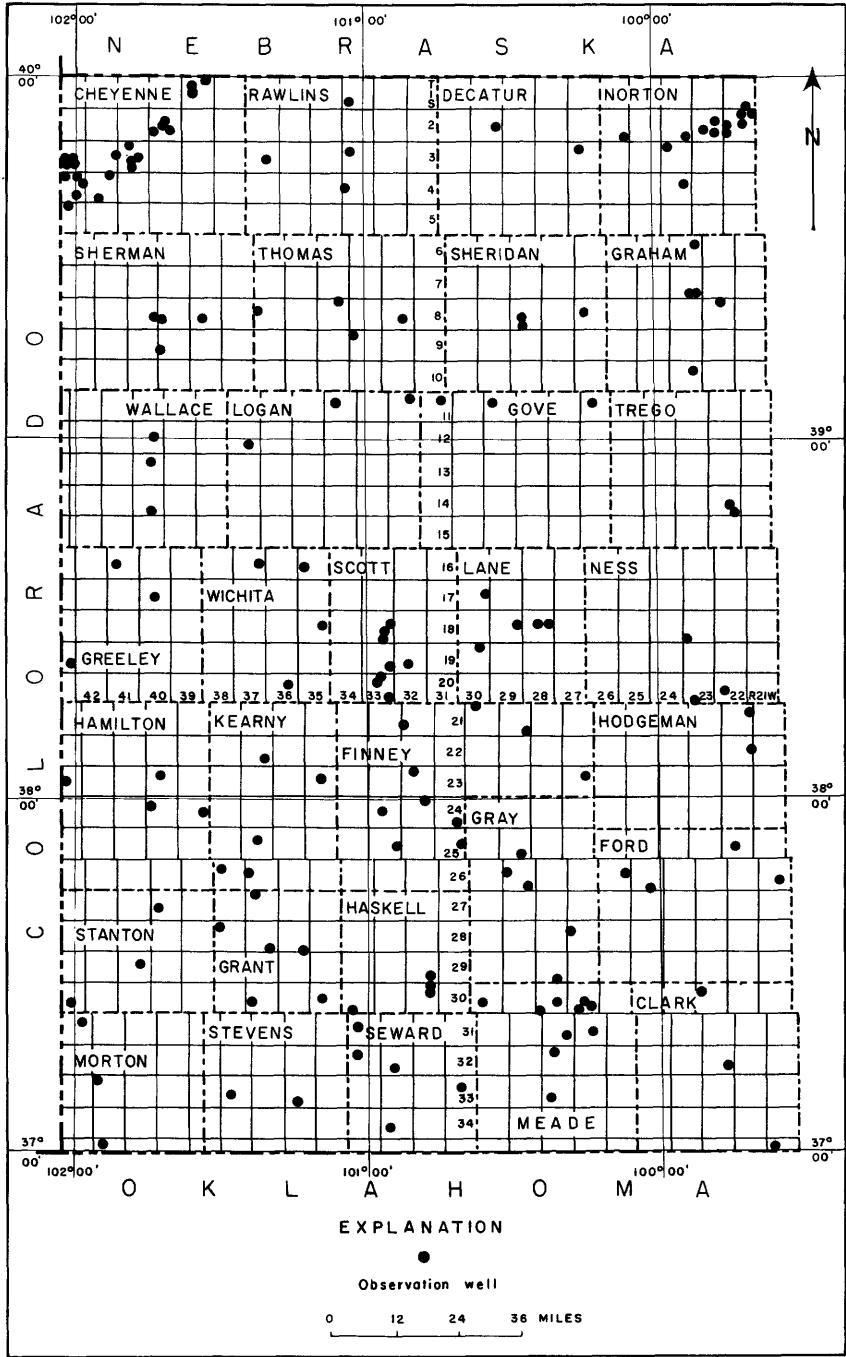 102°00' 101°00' 100°00'
N E B R A S K A
40° 00'
CHEYENNE RAWLINS T S DECATUR NORTON
2
N
3
4
5
SHERMAN THOMAS 6 SHERIDAN GRAHAM
7
8
9
10
WALLACE LOGAN 11 GOVE TREGO
12
39° 00'
13
14
15
C O L O R A D O
SCOTT 16 LANE NESS
WICHITA 17
18
GREELEY 19
20
42 41 40 39 38 37 36 35 34 33 32 31 30 29 28 27 26 25 24 23 22 R21W
HAMILTON KEARNY 21 HODGEMAN
FINNEY 22
23
38° 00' 38° 00'
24 GRAY
25 FORD
26
HASKELL 27
STANTON 28
GRANT 29
30 CLARK
STEVENS SEWARD 31
MORTON 32
33
34 MEADE
37° 00' 37° 00'
102°00' 101°00' 100°00'
O K L A H O M A
EXPLANATION
Observation well
0 12 24 36 MILES